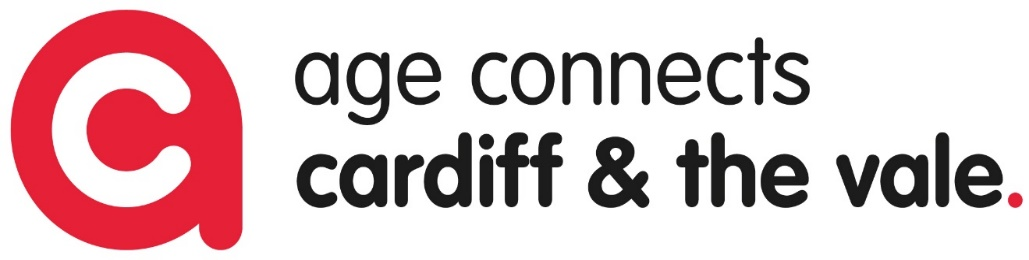 age connects
cardiff & the vale.